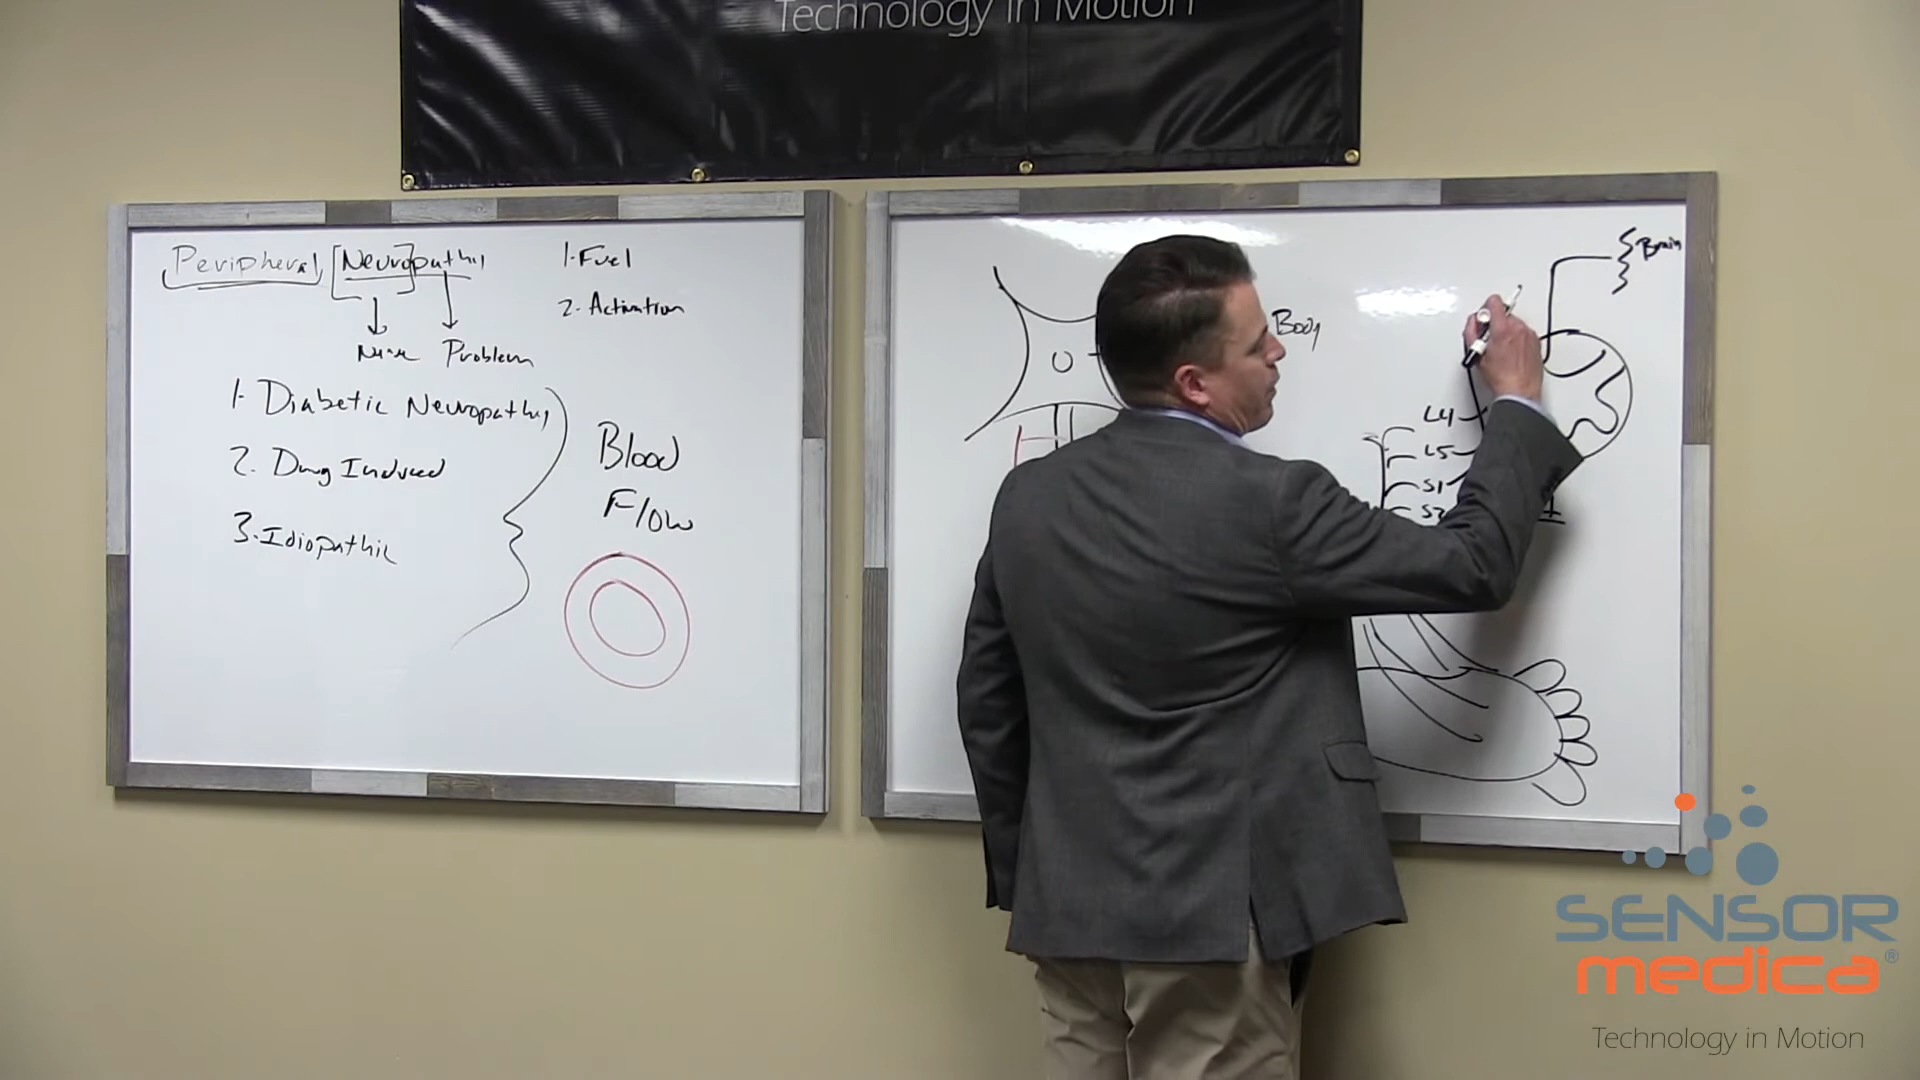 Technology in Motion
Peripheral Neuropathy
Nerve Problem
1. Diabetic Neuropathy
2. Drug Induced
3. Idiopathic
1. Fuel
2. Activation
Blood
Flow
Body
Brain
L4
L5
S1
S2
SENSOR
medica®
Technology in Motion